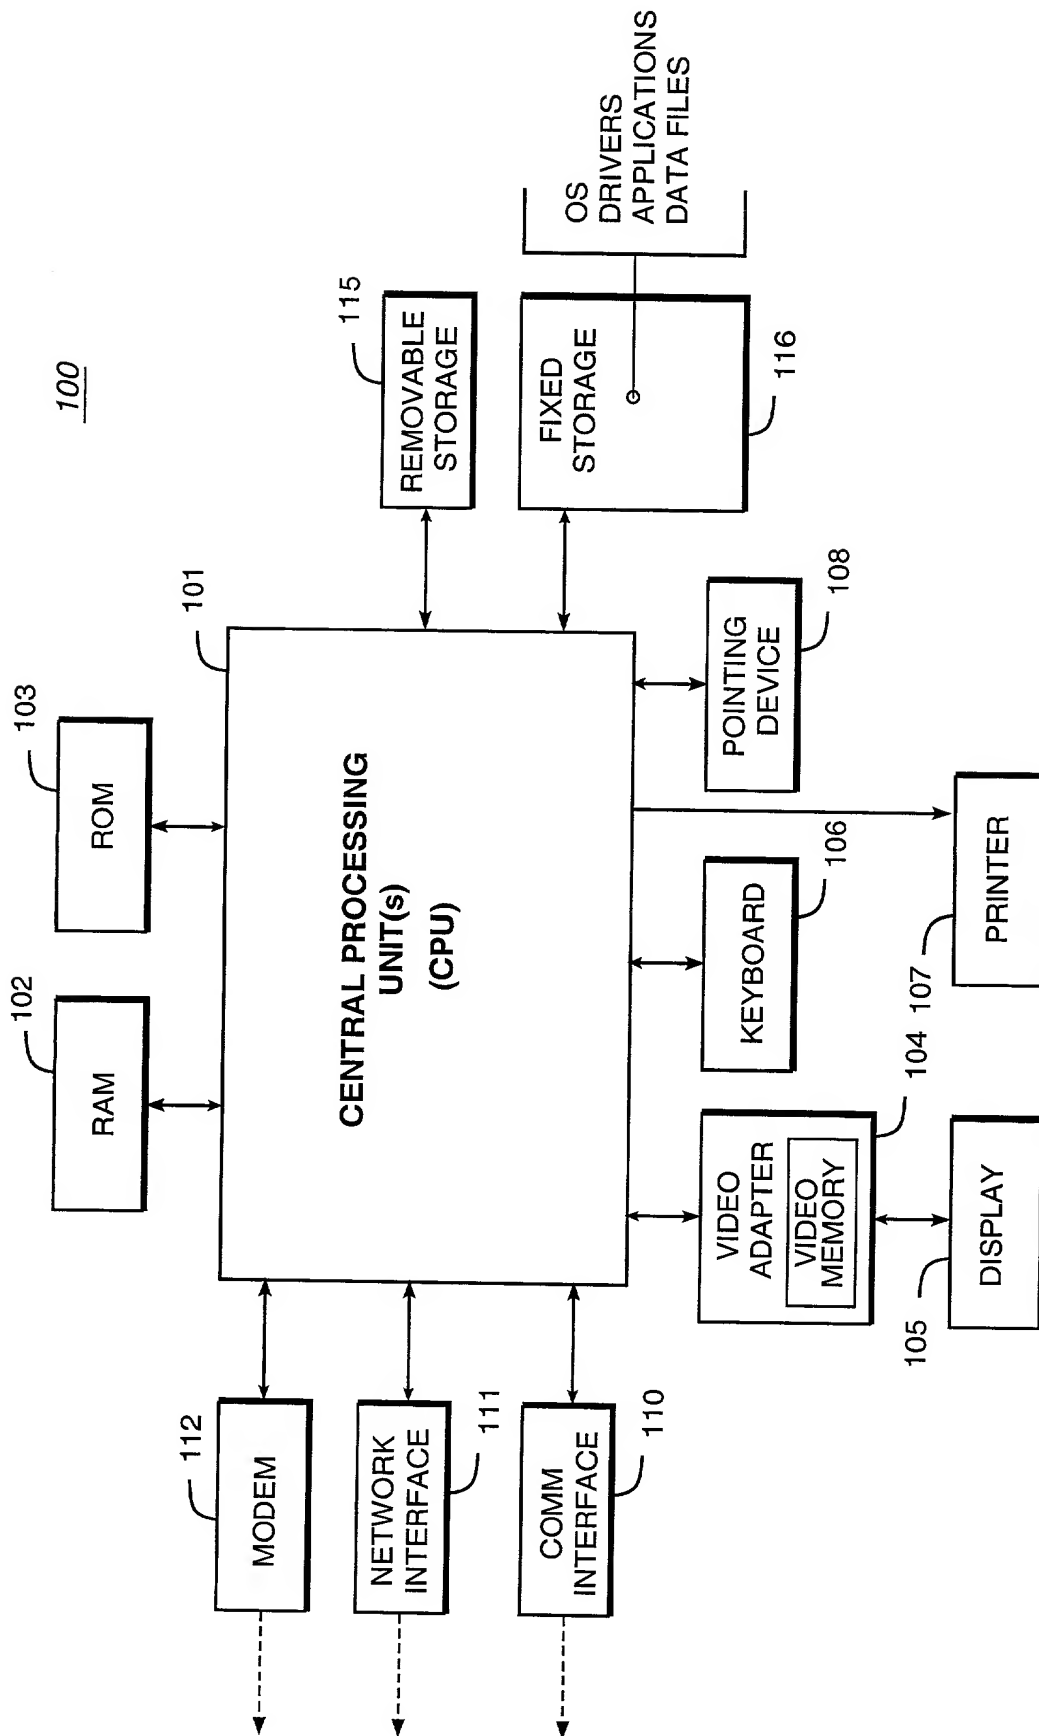 100
102
RAM
103
ROM
101
CENTRAL PROCESSING
UNIT(s)
(CPU)
112
MODEM
NETWORK
INTERFACE
111
COMM
INTERFACE
110
115
REMOVABLE
STORAGE
FIXED
STORAGE
116
OS
DRIVERS
APPLICATIONS
DATA FILES
VIDEO
ADAPTER
VIDEO
MEMORY
104
KEYBOARD
106
POINTING
DEVICE
108
105
DISPLAY
107
PRINTER